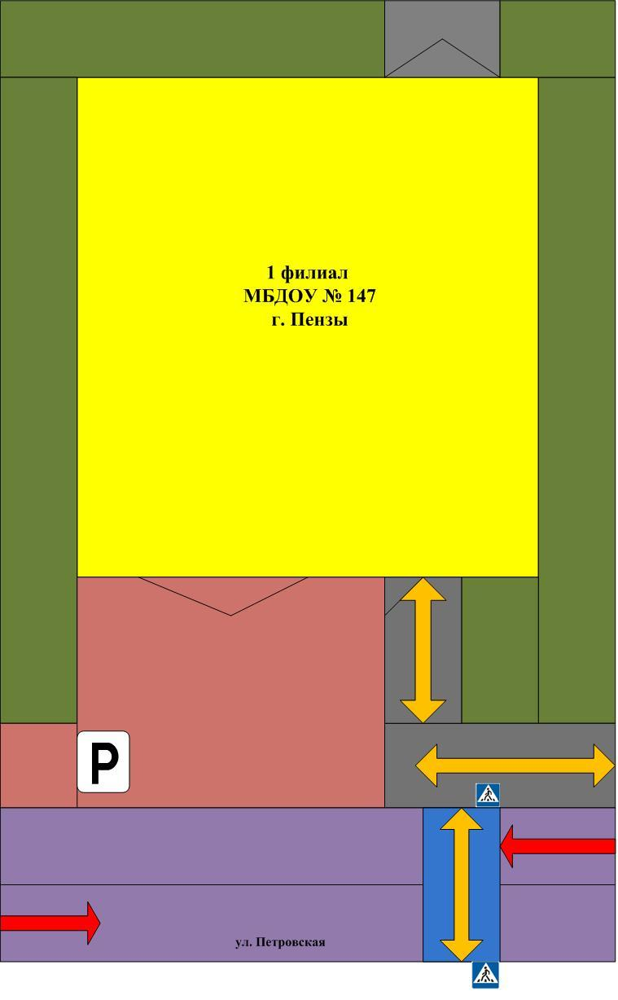 1 филиал
МБДОУ № 147
г. Пензы
P
ул. Петровская